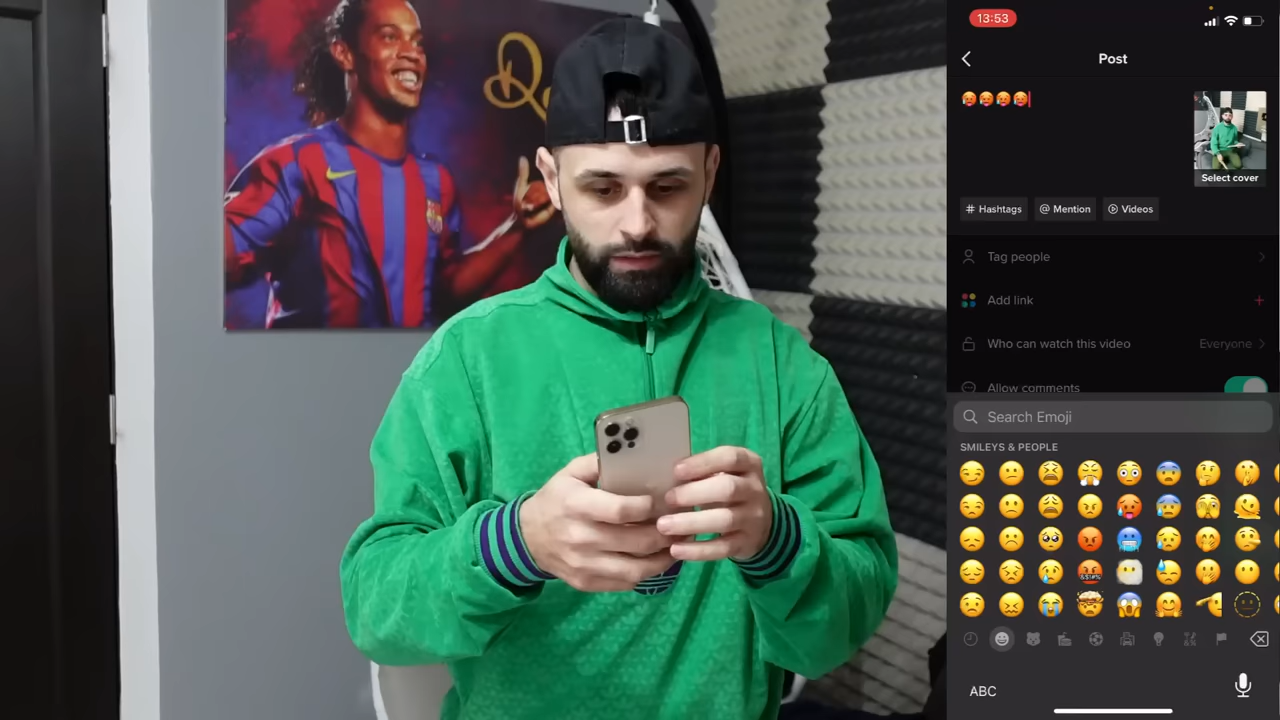 13:53
Post
🥵🥵🥵🥵
Select cover
# Hashtags
@ Mention
Videos
Tag people
Add link
Who can watch this video
Everyone
Allow comments
Search Emoji
SMILEYS & PEOPLE
ABC